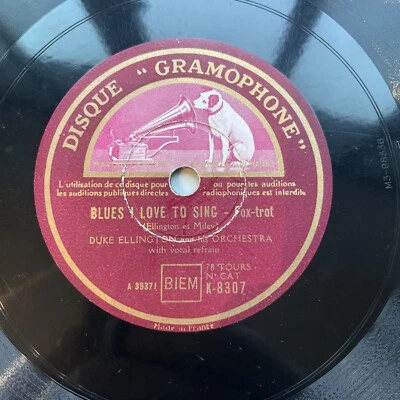 DISQUE "GRAMOPHONE"
L'utilisation de ce disque pour ou pour les auditions
les auditions publiques directes radiophoniques est interdite
BLUES I LOVE TO SING - Fox-trot
(Ellington et Miley)
DUKE ELLINGTON and his ORCHESTRA
with vocal refrain
78 TOURS
A 39371 BIEM Nº CAT
K-8307
Made in France